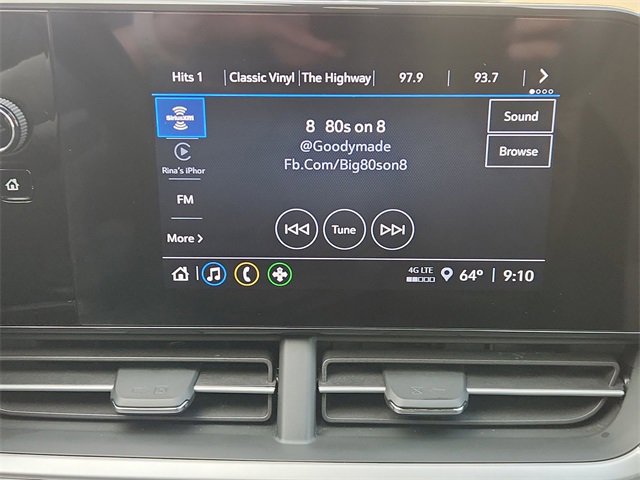 Hits 1 Classic Vinyl The Highway 97.9 93.7
SiriusXM
8 80s on 8
Sound
@Goodymade
Fb.Com/Big80son8
Browse
Rina's iPhor
FM
Tune
More
4G LTE
64° 9:10